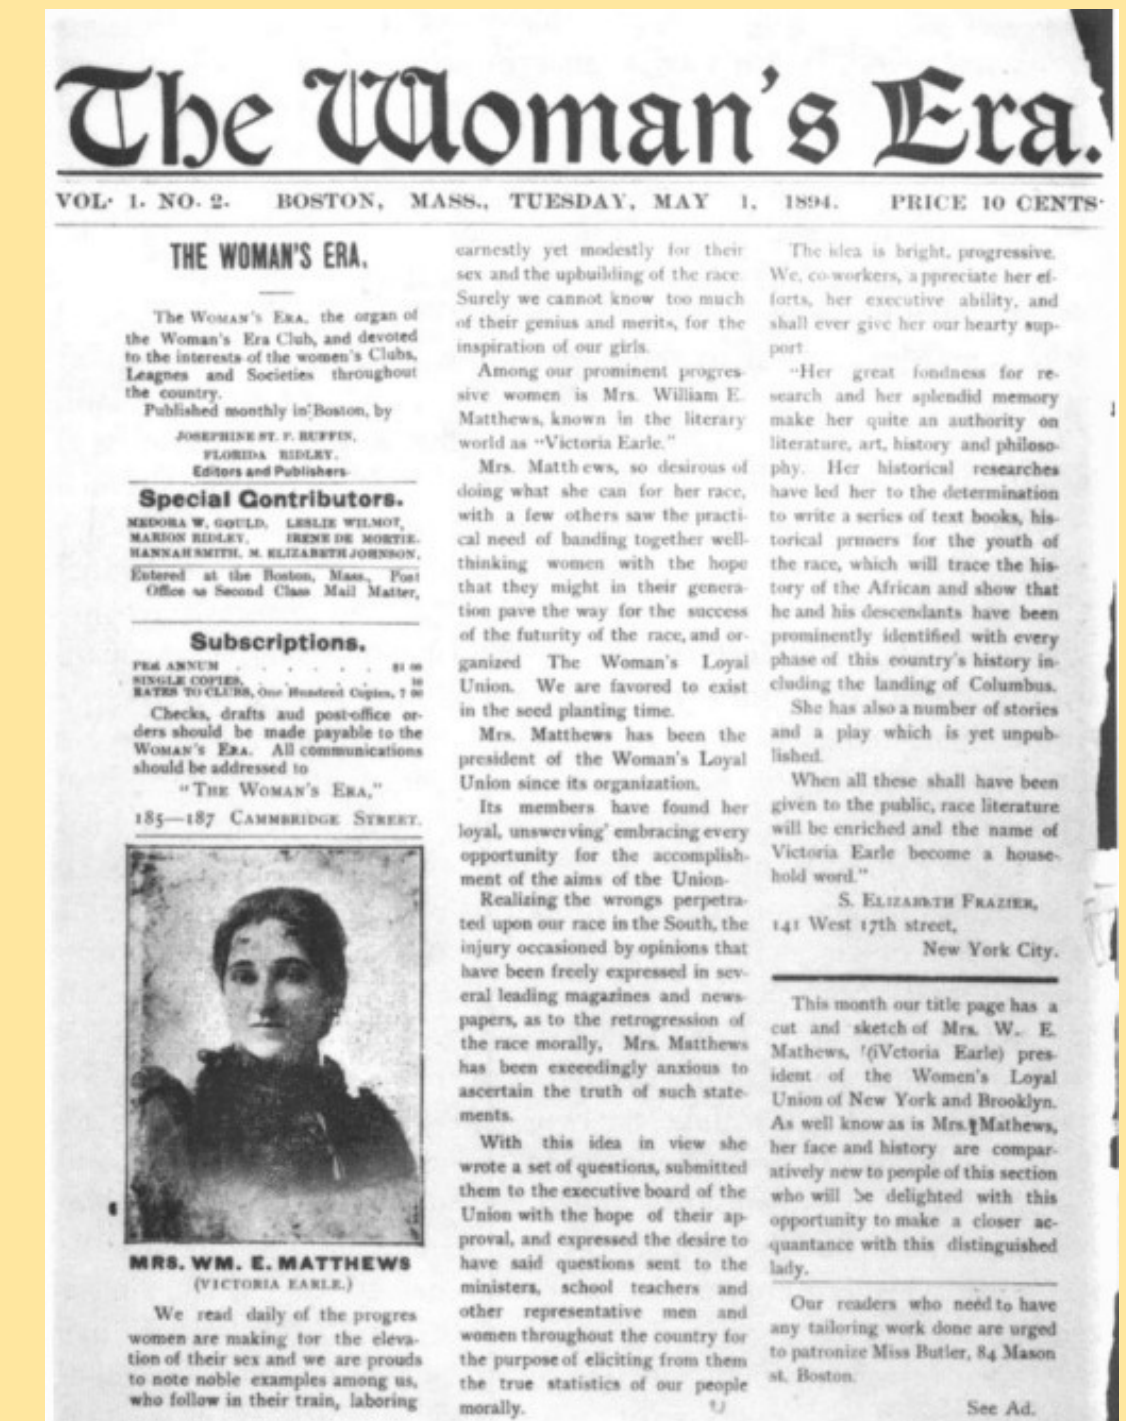 The Woman's Era.
VOL· 1. NO. 2. BOSTON, MASS., TUESDAY, MAY 1, 1894. PRICE 10 CENTS·
THE WOMAN'S ERA.
The WOMAN'S ERA, the organ of
the Woman's Era Club, and devoted
to the interests of the women's Clubs,
Leagnes and Societies throughout
the country.
Published monthly in Boston, by
JOSEPHINE ST. P. RUFFIN,
FLORIDA RIDLEY.
Editors and Publishers
Special Contributors.
MEDORA W. GOULD, LESLIE WILMOT,
MARION RIDLEY, IRENE DE MORTIE.
HANNAH SMITH, M. ELIZABETH JOHNSON,
Entered at the Boston, Mass., Post
Office as Second Class Mail Matter,
Subscriptions.
PER ANNUM . . . . . $1 00
SINGLE COPIES, . . . . . 10
RATES TO CLUBS, One Hundred Copies, 7 00
Checks, drafts aud post-office or-
ders should be made payable to the
WOMAN'S ERA. All communications
should be addressed to
"THE WOMAN'S ERA,"
185—187 CAMMBRIDGE STREET.
MRS. WM. E. MATTHEWS
(VICTORIA EARLE.)
We read daily of the progres
women are making for the eleva-
tion of their sex and we are prouds
to note noble examples among us,
who follow in their train, laboring
earnestly yet modestly for their
sex and the upbuilding of the race.
Surely we cannot know too much
of their genius and merits, for the
inspiration of our girls.
Among our prominent progres-
sive women is Mrs. William E.
Matthews, known in the literary
world as "Victoria Earle."
Mrs. Matthews, so desirous of
doing what she can for her race,
with a few others saw the practi-
cal need of banding together well-
thinking women with the hope
that they might in their genera-
tion pave the way for the success
of the futurity of the race, and or-
ganized The Woman's Loyal
Union. We are favored to exist
in the seed planting time.
Mrs. Matthews has been the
president of the Woman's Loyal
Union since its organization.
Its members have found her
loyal, unswerving' embracing every
opportunity for the accomplish-
ment of the aims of the Union-
Realizing the wrongs perpetra-
ted upon our race in the South, the
injury occasioned by opinions that
have been freely expressed in sev-
eral leading magazines and news-
papers, as to the retrogression of
the race morally, Mrs. Matthews
has been exceedingly anxious to
ascertain the truth of such state-
ments.
With this idea in view she
wrote a set of questions, submitted
them to the executive board of the
Union with the hope of their ap-
proval, and expressed the desire to
have said questions sent to the
ministers, school teachers and
other representative men and
women throughout the country for
the purpose of eliciting from them
the true statistics of our people
morally.
The idea is bright, progressive.
We, co-workers, appreciate her ef-
forts, her executive ability, and
shall ever give her our hearty sup-
port
"Her great fondness for re-
search and her splendid memory
make her quite an authority on
literature, art, history and philoso-
phy. Her historical researches
have led her to the determination
to write a series of text books, his-
torical primers for the youth of
the race, which will trace the his-
tory of the African and show that
he and his descendants have been
prominently identified with every
phase of this country's history in-
cluding the landing of Columbus.
She has also a number of stories
and a play which is yet unpub-
lished.
When all these shall have been
given to the public, race literature
will be enriched and the name of
Victoria Earle become a house-
hold word."
S. ELIZABETH FRAZIER,
141 West 17th street,
New York City.
This month our title page has a
cut and sketch of Mrs. W. E.
Mathews, '(iVctoria Earle) pres-
ident of the Women's Loyal
Union of New York and Brooklyn.
As well know as is Mrs. Mathews,
her face and history are compar-
atively new to people of this section
who will be delighted with this
opportunity to make a closer ac-
quantance with this distinguished
lady.
Our readers who need to have
any tailoring work done are urged
to patronize Miss Butler, 84 Mason
st. Boston.
See Ad.